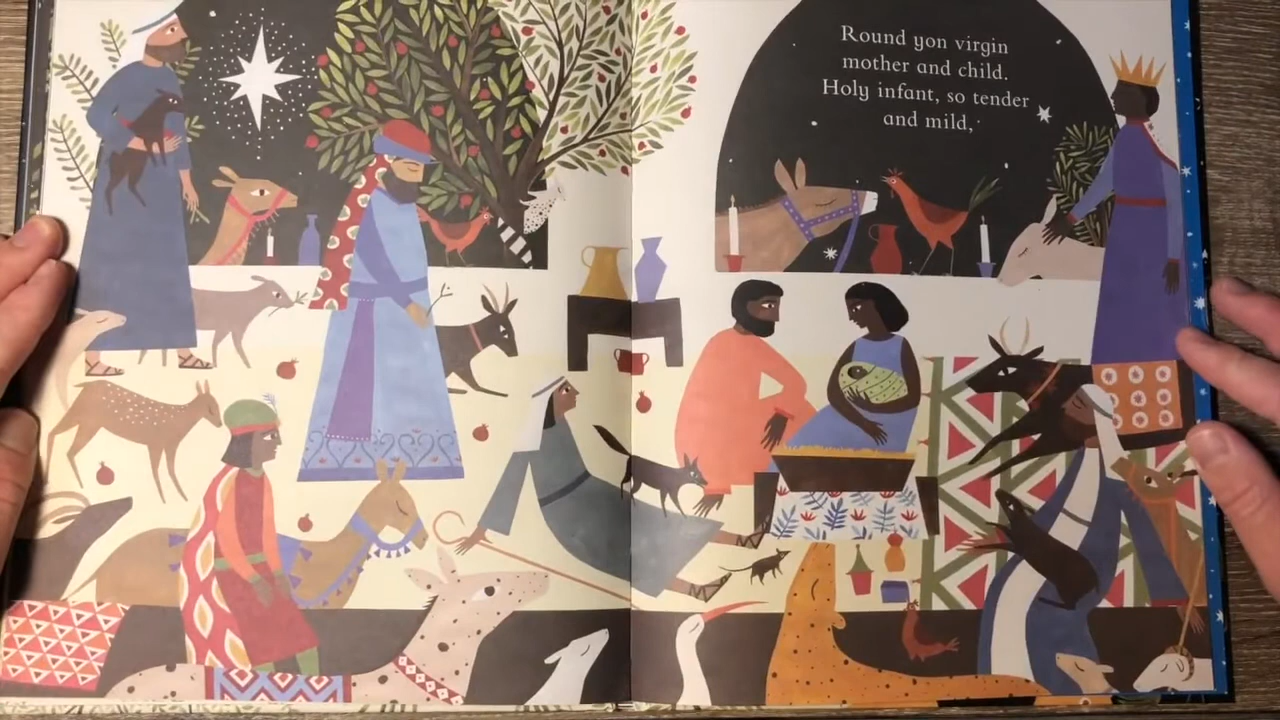 Round yon virgin
mother and child.
Holy infant, so tender
and mild,